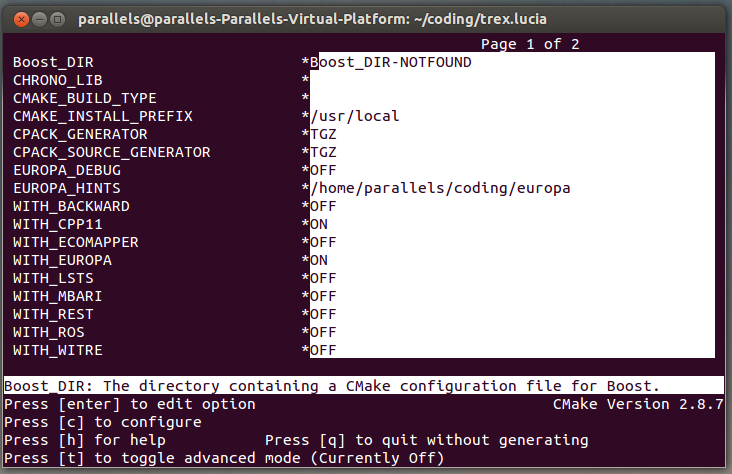 parallels@parallels-Parallels-Virtual-Platform: ~/coding/trex.lucia
Page 1 of 2
Boost_DIR *Boost_DIR-NOTFOUND
CHRONO_LIB *
CMAKE_BUILD_TYPE *
CMAKE_INSTALL_PREFIX */usr/local
CPACK_GENERATOR *TGZ
CPACK_SOURCE_GENERATOR *TGZ
EUROPA_DEBUG *OFF
EUROPA_HINTS */home/parallels/coding/europa
WITH_BACKWARD *OFF
WITH_CPP11 *ON
WITH_ECOMAPPER *OFF
WITH_EUROPA *ON
WITH_LSTS *OFF
WITH_MBARI *OFF
WITH_REST *OFF
WITH_ROS *OFF
WITH_WITRE *OFF
Boost_DIR: The directory containing a CMake configuration file for Boost.
Press [enter] to edit option CMake Version 2.8.7
Press [c] to configure
Press [h] for help Press [q] to quit without generating
Press [t] to toggle advanced mode (Currently Off)